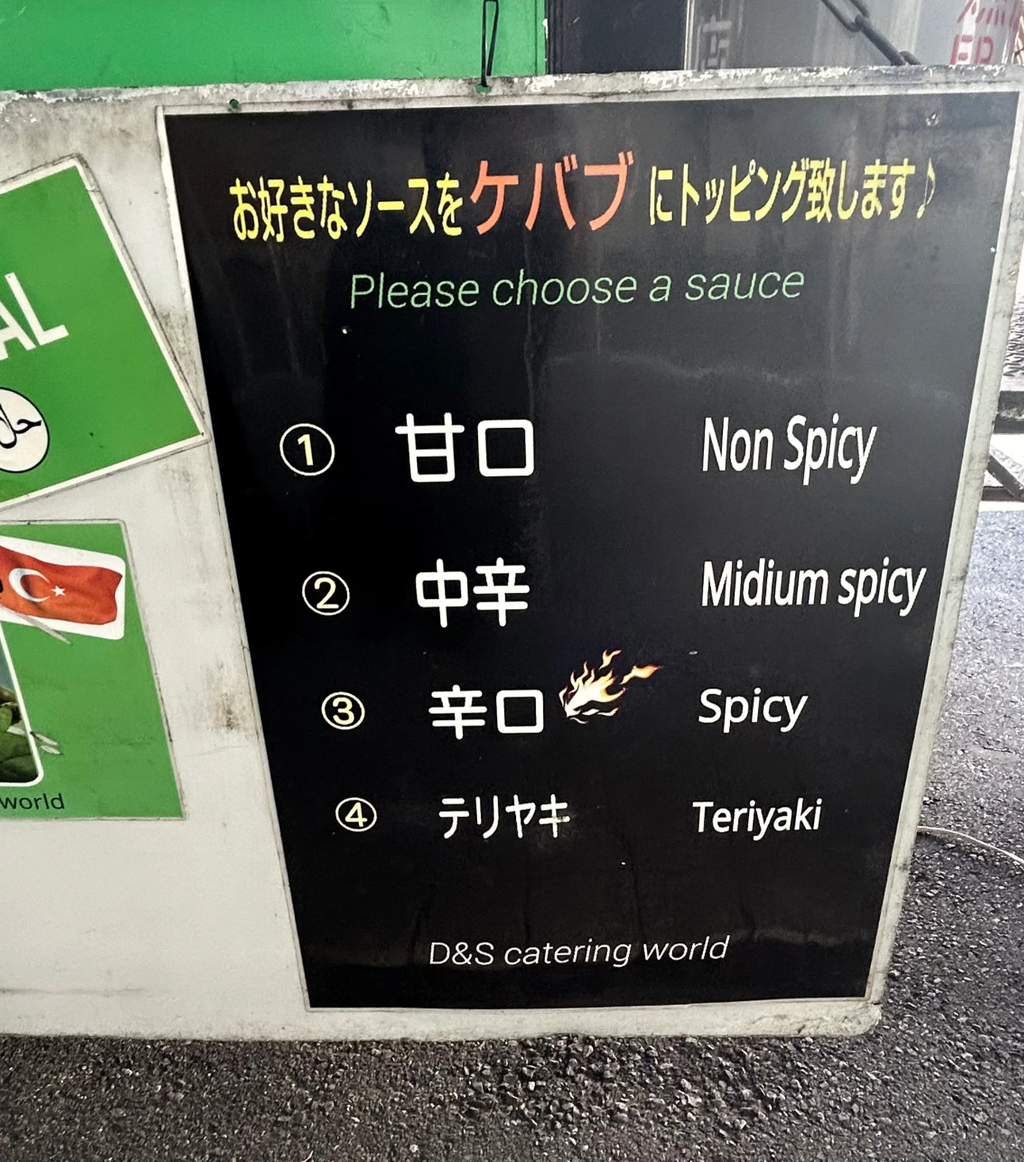 お好きなソースをケバブにトッピング致します♪
Please choose a sauce
① 甘口 Non Spicy
② 中辛 Midium spicy
③ 辛口 Spicy
④ テリヤキ Teriyaki
D&S catering world
AL
world